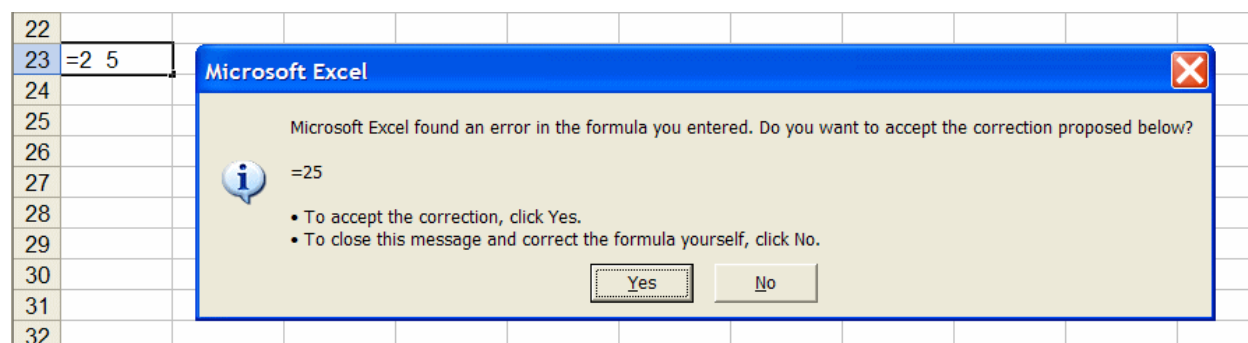 22
23 =2 5
Microsoft Excel
24
25
Microsoft Excel found an error in the formula you entered. Do you want to accept the correction proposed below?
26
27
=25
28
• To accept the correction, click Yes.
29
• To close this message and correct the formula yourself, click No.
30
Yes No
31
32